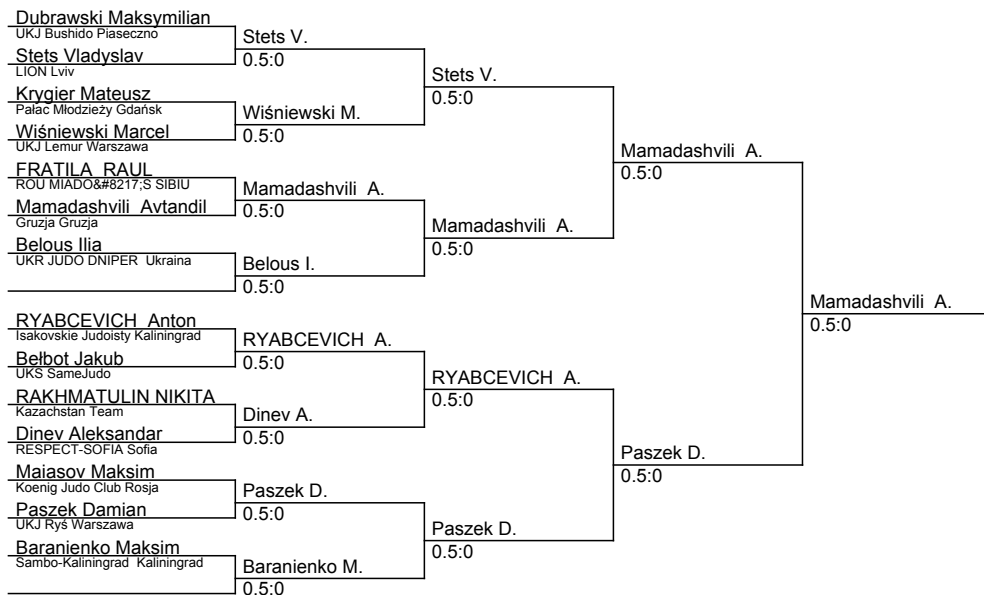 Dubrawski Maksymilian
UKJ Bushido Piaseczno
Stets Vladyslav
LION Lviv
Krygier Mateusz
Pałac Młodzieży Gdańsk
Wiśniewski Marcel
UKJ Lemur Warszawa
FRATILA RAUL
ROU MIADO&#8217;S SIBIU
Mamadashvili Avtandil
Gruzja Gruzja
Belous Ilia
UKR JUDO DNIPER Ukraina
RYABCEVICH Anton
Isakovskie Judoisty Kaliningrad
Bełbot Jakub
UKS SameJudo
RAKHMATULIN NIKITA
Kazachstan Team
Dinev Aleksandar
RESPECT-SOFIA Sofia
Maiasov Maksim
Koenig Judo Club Rosja
Paszek Damian
UKJ Ryś Warszawa
Baranienko Maksim
Sambo-Kaliningrad Kaliningrad
Stets V.
0.5:0
Wiśniewski M.
0.5:0
Mamadashvili A.
0.5:0
Belous I.
0.5:0
RYABCEVICH A.
0.5:0
Dinev A.
0.5:0
Paszek D.
0.5:0
Baranienko M.
0.5:0
Stets V.
0.5:0
Mamadashvili A.
0.5:0
RYABCEVICH A.
0.5:0
Paszek D.
0.5:0
Mamadashvili A.
0.5:0
Paszek D.
0.5:0
Mamadashvili A.
0.5:0